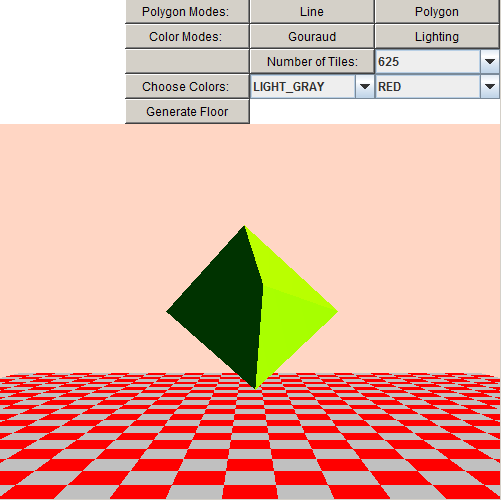 Polygon Modes: Line Polygon
Color Modes: Gouraud Lighting
Number of Tiles: 625
Choose Colors: LIGHT_GRAY RED
Generate Floor